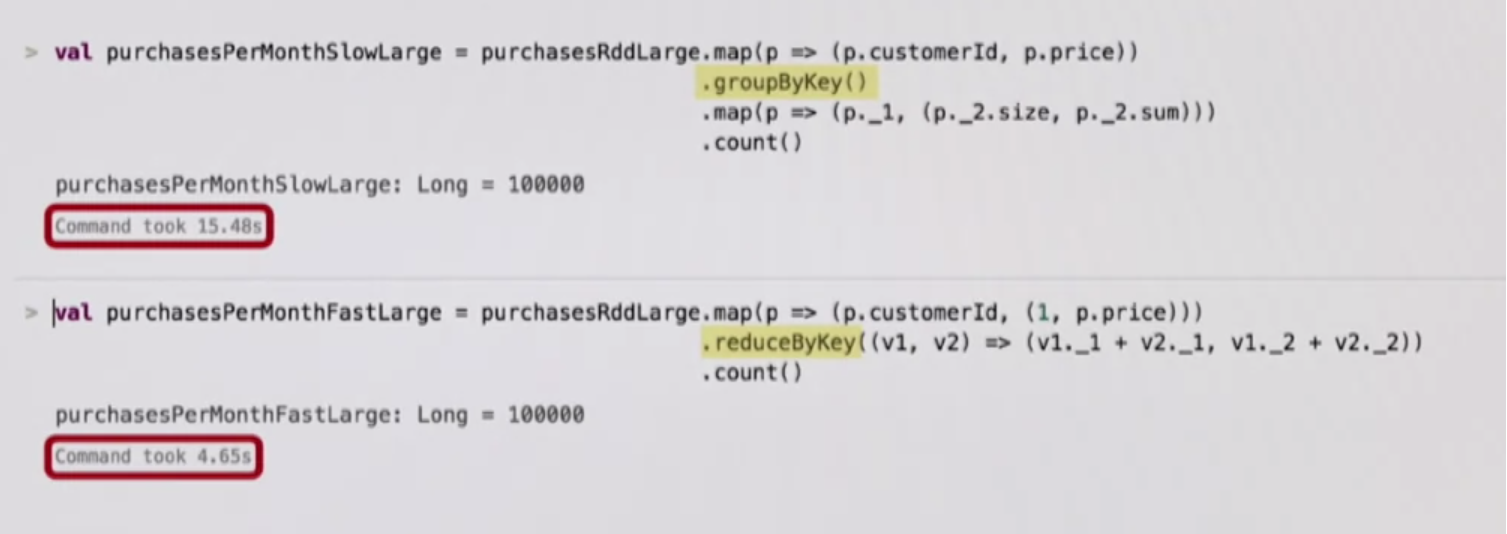 > val purchasesPerMonthSlowLarge = purchasesRddLarge.map(p => (p.customerId, p.price))
.groupByKey()
.map(p => (p._1, (p._2.size, p._2.sum)))
.count()
purchasesPerMonthSlowLarge: Long = 100000
Command took 15.48s
> val purchasesPerMonthFastLarge = purchasesRddLarge.map(p => (p.customerId, (1, p.price)))
.reduceByKey((v1, v2) => (v1._1 + v2._1, v1._2 + v2._2))
.count()
purchasesPerMonthFastLarge: Long = 100000
Command took 4.65s